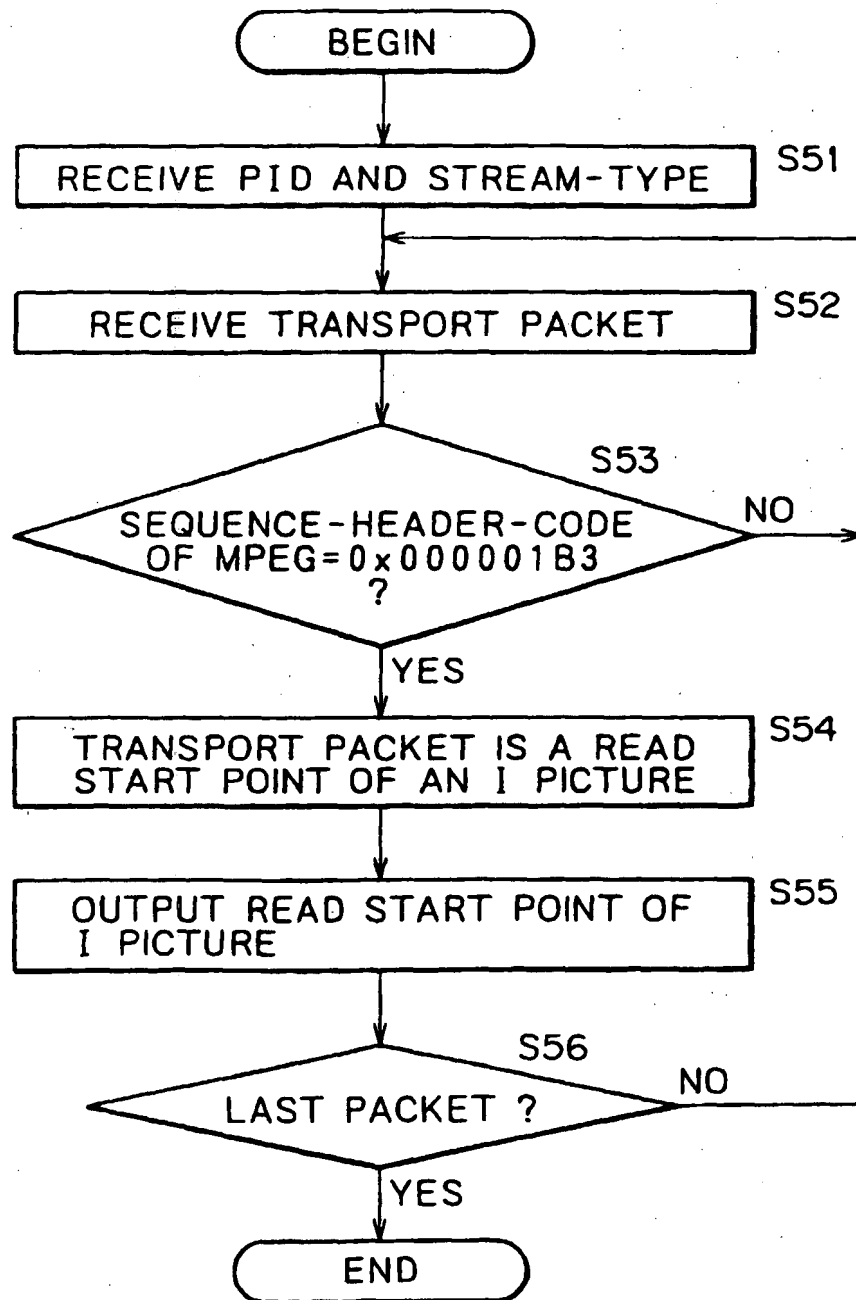 BEGIN
RECEIVE PID AND STREAM-TYPE
S51
RECEIVE TRANSPORT PACKET
S52
S53
SEQUENCE-HEADER-CODE
OF MPEG=0x000001B3
?
NO
YES
TRANSPORT PACKET IS A READ
START POINT OF AN I PICTURE
S54
OUTPUT READ START POINT OF
I PICTURE
S55
S56
LAST PACKET ?
NO
YES
END